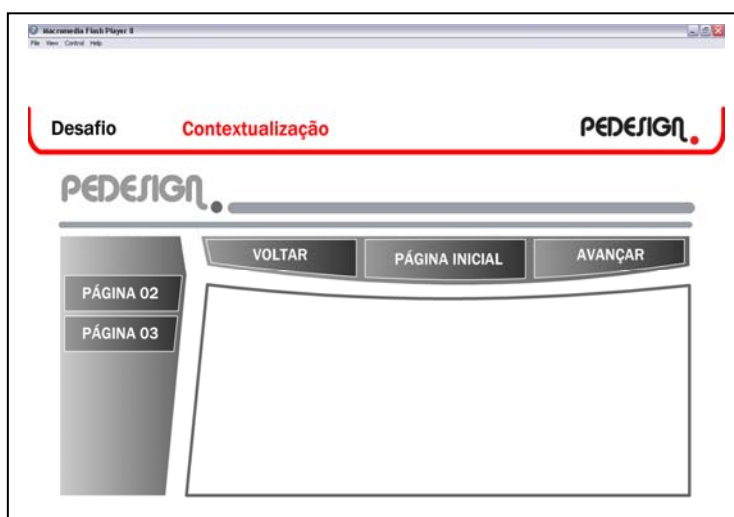 Macromedia Flash Player 8
File View Control Help
Desafio Contextualização PEDESIGN.
PEDESIGN.
VOLTAR PÁGINA INICIAL AVANÇAR
PÁGINA 02
PÁGINA 03